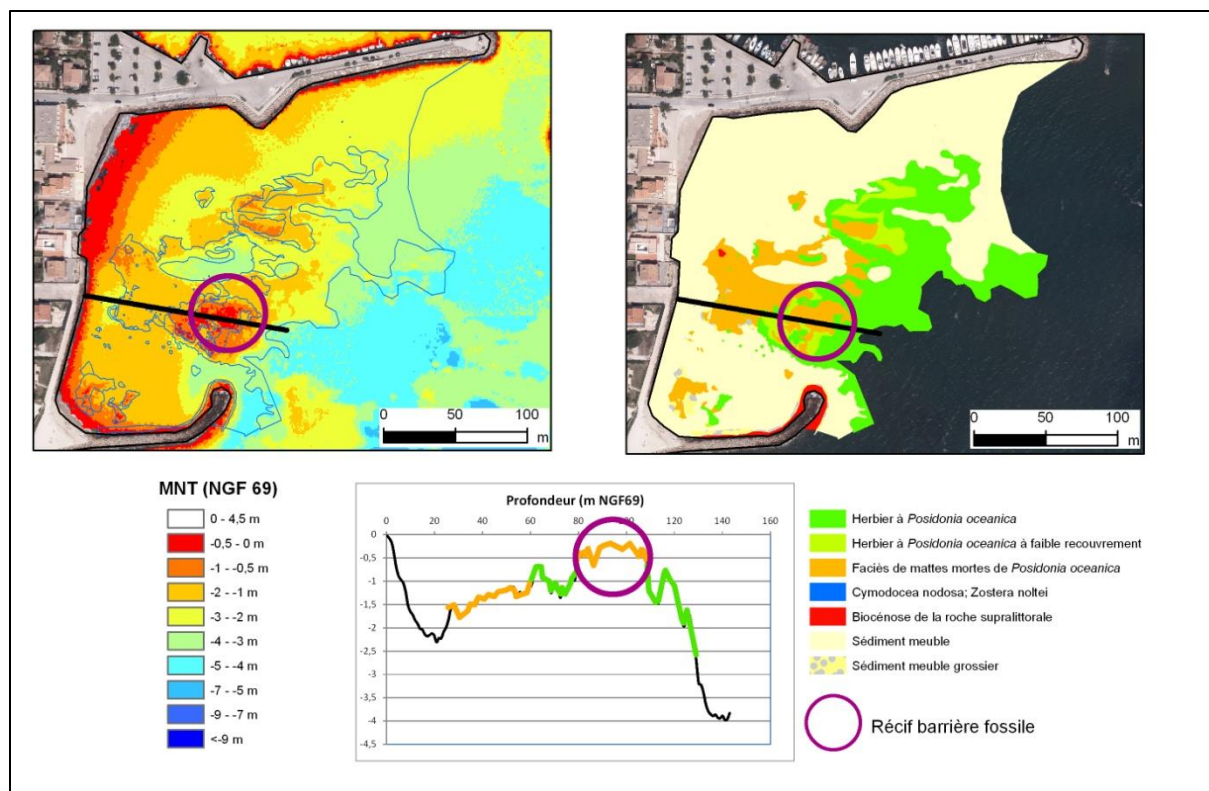 0 50 100
m
0 50 100
m
MNT (NGF 69)
0 - 4,5 m
-0,5 - 0 m
-1 - -0,5 m
-2 - -1 m
-3 - -2 m
-4 - -3 m
-5 - -4 m
-7 - -5 m
-9 - -7 m
<-9 m
Profondeur (m NGF69)
0 20 40 60 80 100 120 140 160
0
-0,5
-1
-1,5
-2
-2,5
-3
-3,5
-4
-4,5
Herbier à Posidonia oceanica
Herbier à Posidonia oceanica à faible recouvrement
Faciès de mattes mortes de Posidonia oceanica
Cymodocea nodosa; Zostera noltei
Biocénose de la roche supralittorale
Sédiment meuble
Sédiment meuble grossier
Récif barrière fossile